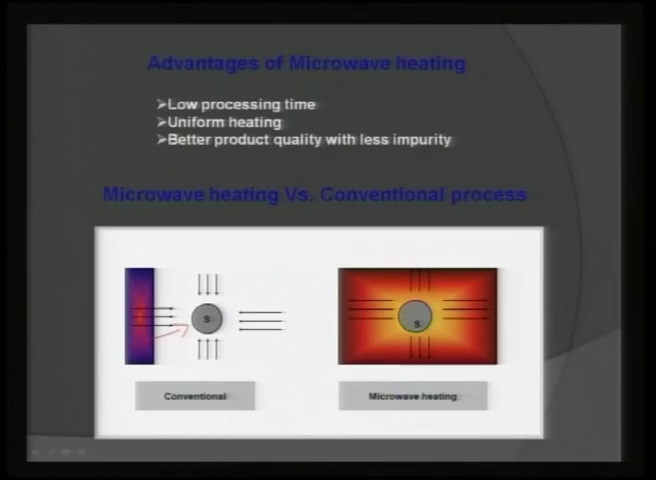 Advantages of Microwave heating
➢Low processing time
➢Uniform heating
➢Better product quality with less impurity
Microwave heating Vs. Conventional process
S
S
Conventional
Microwave heating